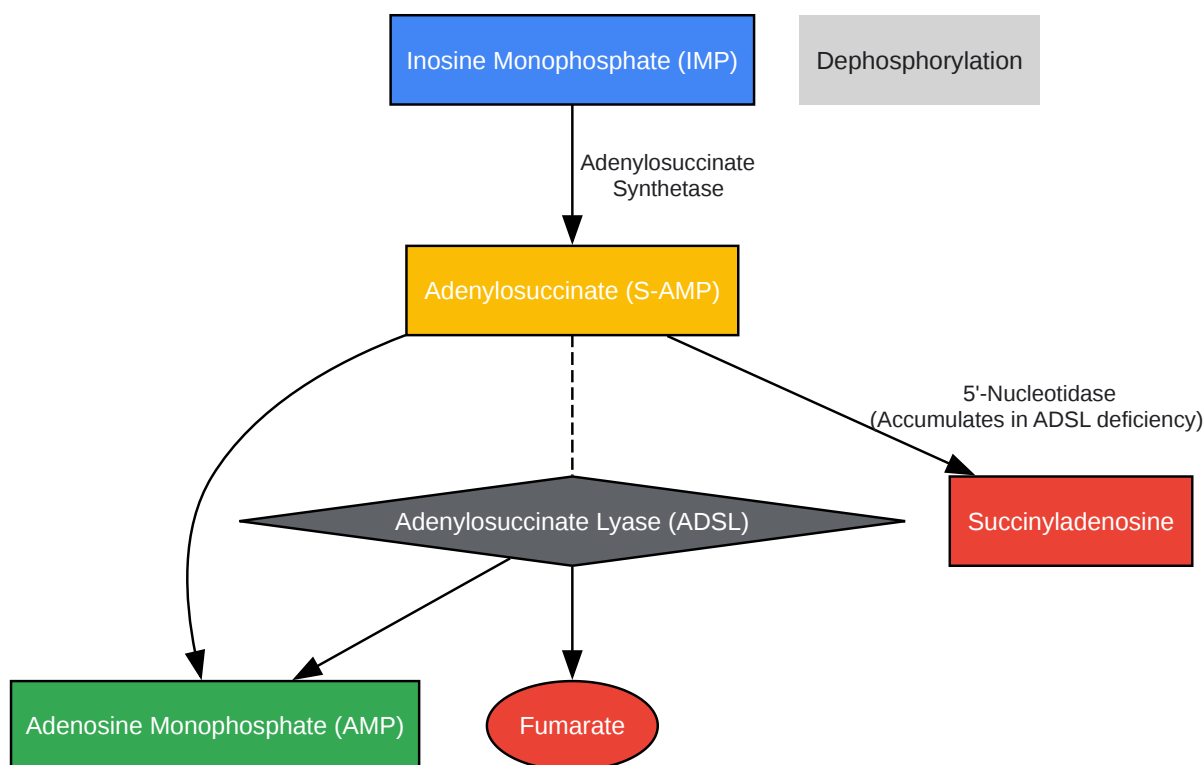 Inosine Monophosphate (IMP)
Dephosphorylation
Adenylosuccinate
Synthetase
Adenylosuccinate (S-AMP)
5'-Nucleotidase
(Accumulates in ADSL deficiency)
Adenylosuccinate Lyase (ADSL)
Succinyladenosine
Adenosine Monophosphate (AMP)
Fumarate